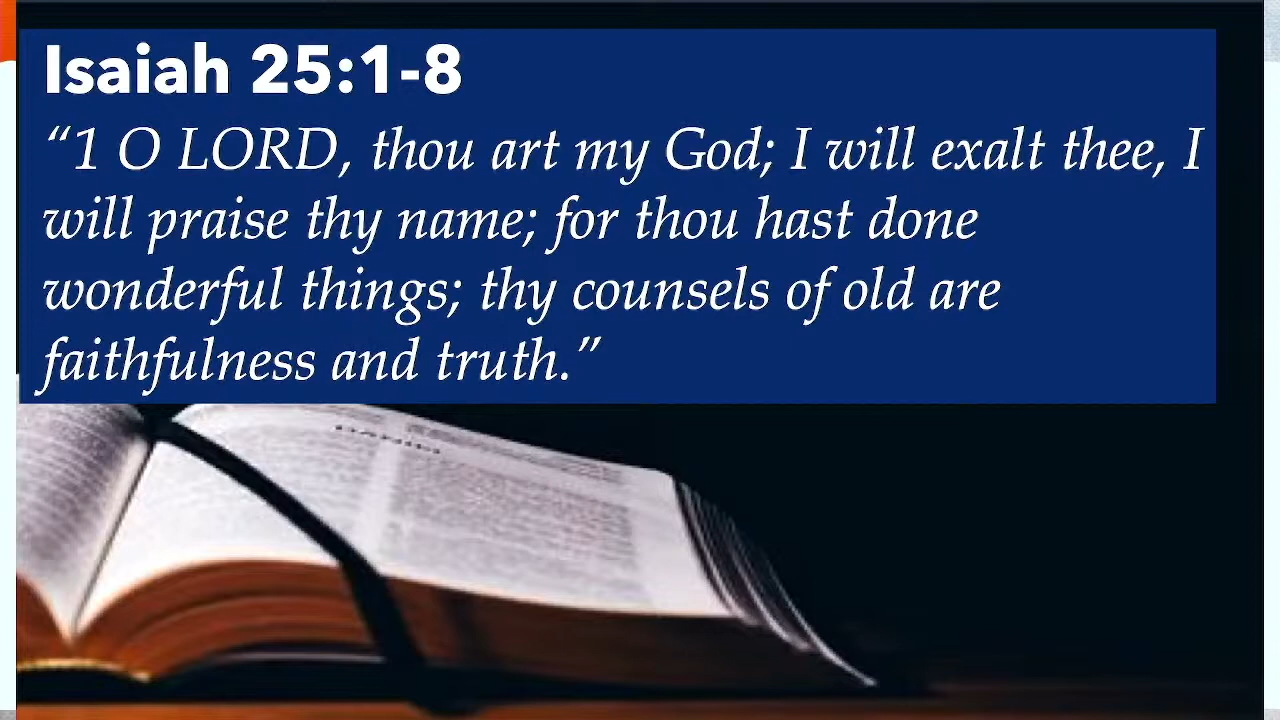 Isaiah 25:1-8
“1 O LORD, thou art my God; I will exalt thee, I
will praise thy name; for thou hast done
wonderful things; thy counsels of old are
faithfulness and truth.”
DANIEL